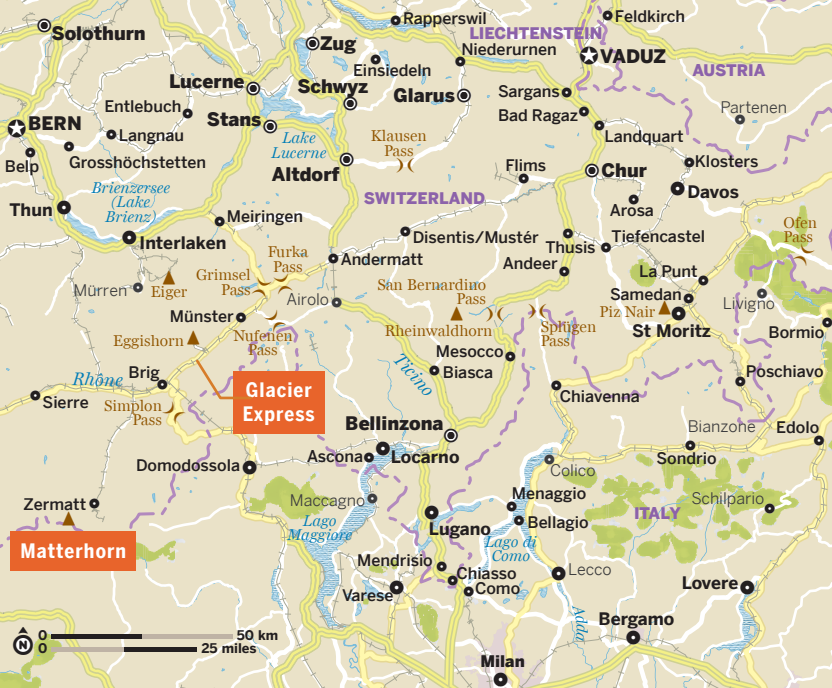 Rapperswil
Feldkirch
Solothurn
Zug
LIECHTENSTEIN
Niederurnen
VADUZ
Einsiedeln
AUSTRIA
Lucerne
Schwyz
Glarus
Sargans
Entlebuch
Bad Ragaz
Partenen
BERN
Stans
Langnau
Lake
Lucerne
Klausen
Pass
Landquart
Belp
Grosshöchstetten
Altdorf
Flims
Chur
Klosters
Brienzersee
(Lake
Brienz)
SWITZERLAND
Davos
Thun
Arosa
Meiringen
Interlaken
Disentis/Mustér
Thusis
Tiefencastel
Ofen
Pass
Furka
Pass
Andermatt
Andeer
La Punt
Grimsel
Pass
Mürren
Eiger
Airolo
San Bernardino
Pass
Samedan
Livigno
Piz Nair
Münster
Rheinwaldhorn
Splügen
Pass
St Moritz
Bormio
Eggishorn
Nufenen
Pass
Mesocco
Biasca
Ticino
Poschiavo
Rhône
Brig
Glacier
Express
Sierre
Simplon
Pass
Chiavenna
Bellinzona
Bianzone
Edolo
Ascona
Locarno
Sondrio
Domodossola
Colico
Zermatt
Maccagno
Menaggio
Schilpario
ITALY
Lago
Maggiore
Lugano
Bellagio
Matterhorn
Lago di
Como
Mendrisio
Chiasso
Lecco
Como
Varese
Lovere
Adda
Bergamo
N
0 50 km
0 25 miles
Milan